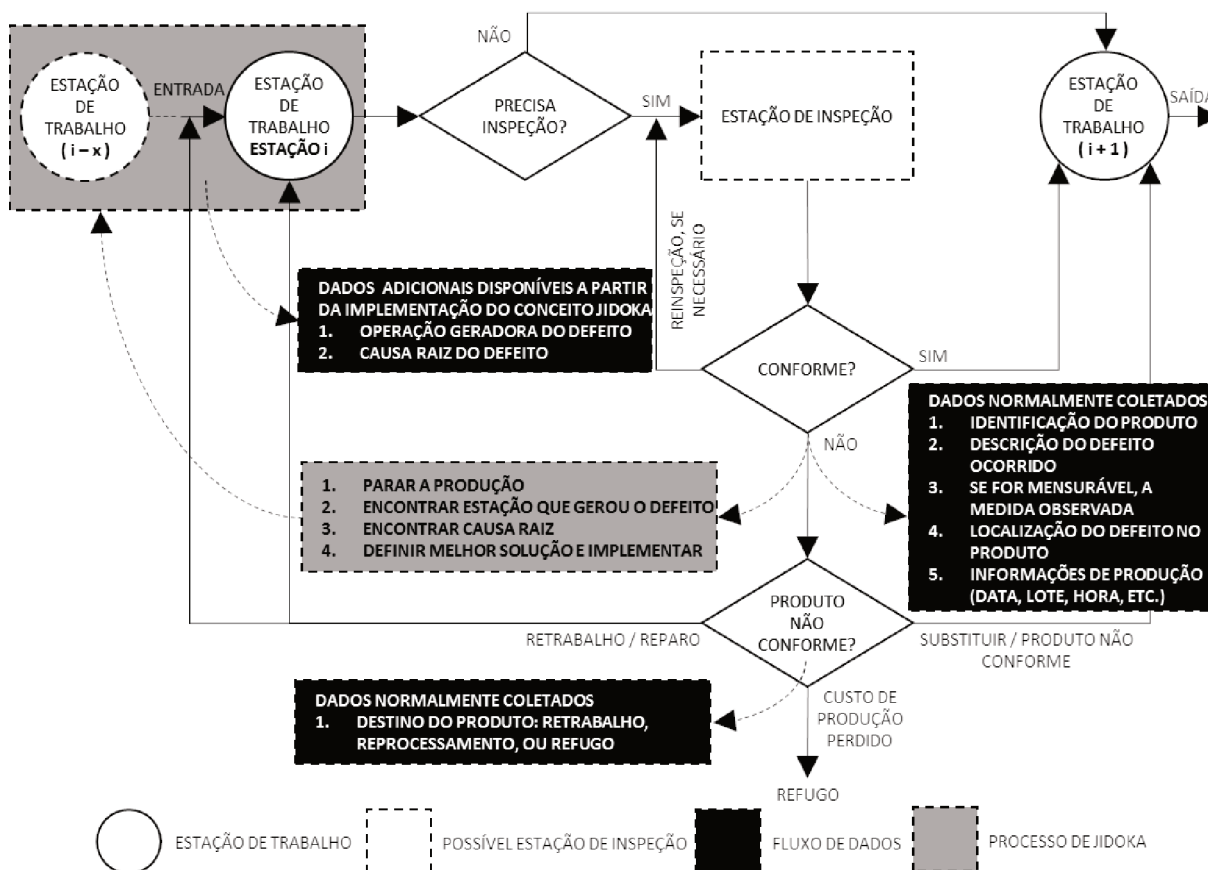 NÃO
ESTAÇÃO
DE
TRABALHO
( i – x )
ENTRADA
ESTAÇÃO
DE
TRABALHO
ESTAÇÃO i
PRECISA
INSPEÇÃO?
SIM
ESTAÇÃO DE INSPEÇÃO
ESTAÇÃO
DE
TRABALHO
( i + 1 )
SAÍDA
REINSPEÇÃO, SE
NECESSÁRIO
DADOS ADICIONAIS DISPONÍVEIS A PARTIR
DA IMPLEMENTAÇÃO DO CONCEITO JIDOKA
1. OPERAÇÃO GERADORA DO DEFEITO
2. CAUSA RAIZ DO DEFEITO
CONFORME?
SIM
NÃO
DADOS NORMALMENTE COLETADOS
1. IDENTIFICAÇÃO DO PRODUTO
2. DESCRIÇÃO DO DEFEITO
OCORRIDO
3. SE FOR MENSURÁVEL, A
MEDIDA OBSERVADA
4. LOCALIZAÇÃO DO DEFEITO NO
PRODUTO
5. INFORMAÇÕES DE PRODUÇÃO
(DATA, LOTE, HORA, ETC.)
1. PARAR A PRODUÇÃO
2. ENCONTRAR ESTAÇÃO QUE GEROU O DEFEITO
3. ENCONTRAR CAUSA RAIZ
4. DEFINIR MELHOR SOLUÇÃO E IMPLEMENTAR
PRODUTO
NÃO
CONFORME?
RETRABALHO / REPARO
SUBSTITUIR / PRODUTO NÃO
CONFORME
DADOS NORMALMENTE COLETADOS
1. DESTINO DO PRODUTO: RETRABALHO,
REPROCESSAMENTO, OU REFUGO
CUSTO DE
PRODUÇÃO
PERDIDO
REFUGO
ESTAÇÃO DE TRABALHO
POSSÍVEL ESTAÇÃO DE INSPEÇÃO
FLUXO DE DADOS
PROCESSO DE JIDOKA